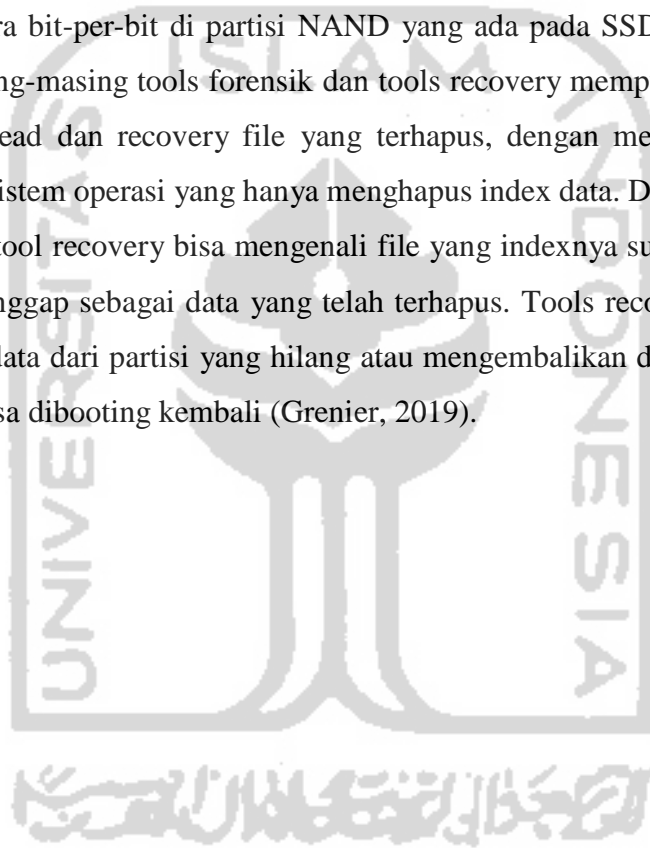 ra bit-per-bit di partisi NAND yang ada pada SSD
ng-masing tools forensik dan tools recovery memp
ead dan recovery file yang terhapus, dengan me
istem operasi yang hanya menghapus index data. D
tool recovery bisa mengenali file yang indexnya su
nggap sebagai data yang telah terhapus. Tools reco
data dari partisi yang hilang atau mengembalikan d
sa dibooting kembali (Grenier, 2019).
ISLAM
UNIVERSITAS
INDONESIA